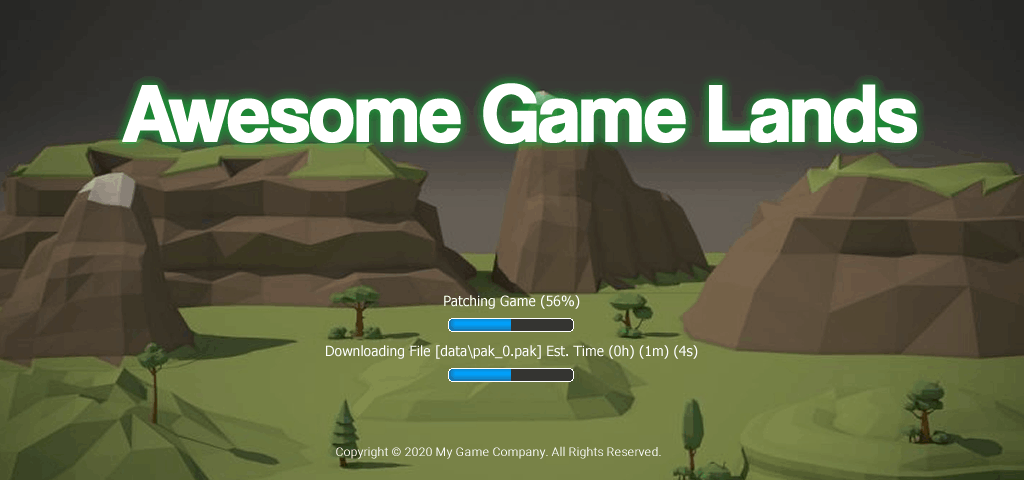 Awesome Game Lands
Patching Game (56%)
Downloading File [data\pak_0.pak] Est. Time (0h) (1m) (4s)
Copyright © 2020 My Game Company. All Rights Reserved.